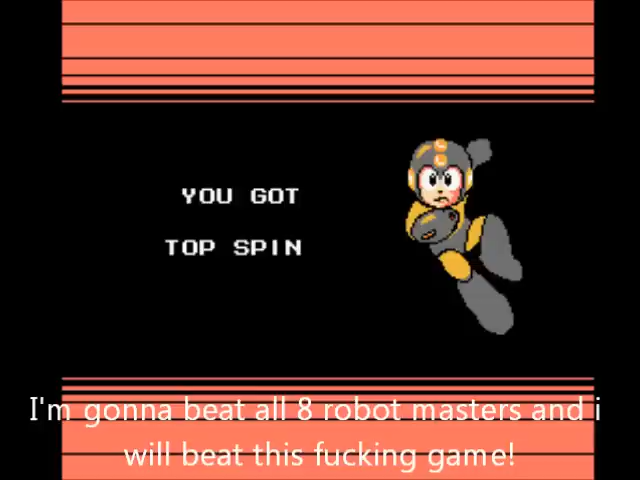 YOU GOT
TOP SPIN
I'm gonna beat all 8 robot masters and i
will beat this fucking game!